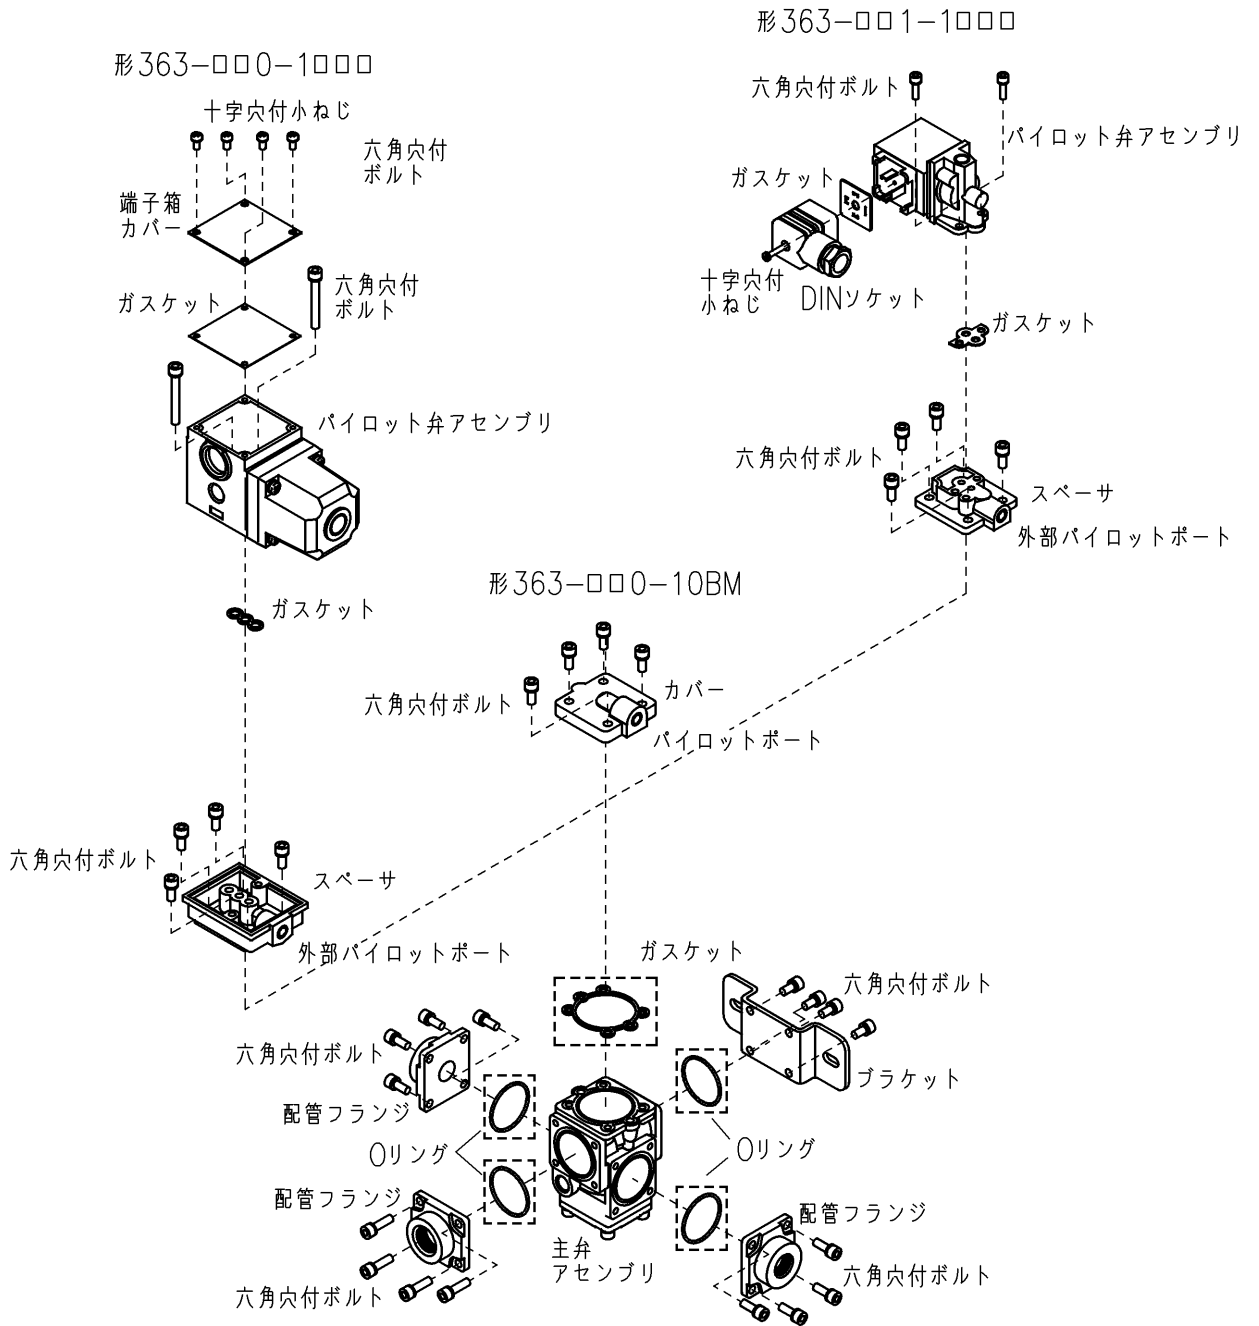 形363-□□1-1□□□
形363-□□0-1□□□
六角穴付ボルト
十字穴付小ねじ
パイロット弁アセンブリ
六角穴付
ボルト
ガスケット
端子箱
カバー
十字穴付
小ねじ
DINソケット
六角穴付
ボルト
ガスケット
ガスケット
パイロット弁アセンブリ
六角穴付ボルト
スペーサ
外部パイロットポート
形363-□□0-10BM
ガスケット
カバー
六角穴付ボルト
パイロットポート
六角穴付ボルト
スペーサ
外部パイロットポート
ガスケット
六角穴付ボルト
六角穴付ボルト
ブラケット
配管フランジ
Oリング
Oリング
配管フランジ
配管フランジ
主弁
アセンブリ
六角穴付ボルト
六角穴付ボルト